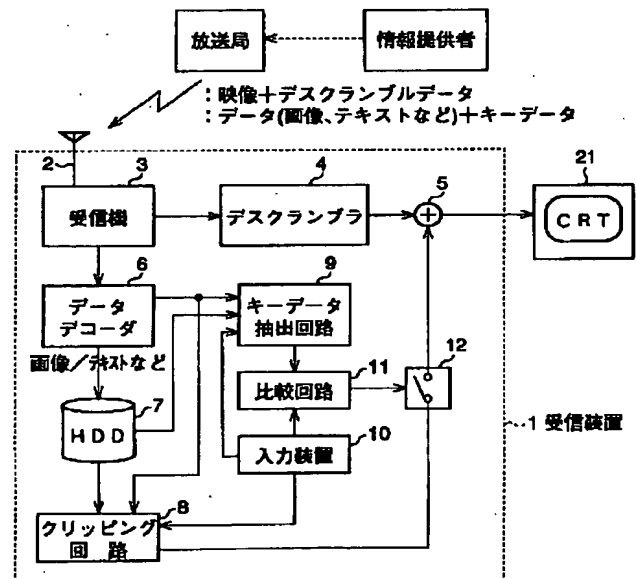 放送局
情報提供者
:映像+デスクランブルデータ
:データ(画像、テキストなど)+キーデータ
2
3
受信機
4
デスクランブラ
5
21
CRT
6
データ
デコーダ
9
キーデータ
抽出回路
画像/テキストなど
7
HDD
11
比較回路
12
10
入力装置
1 受信装置
8
クリッピング
回路